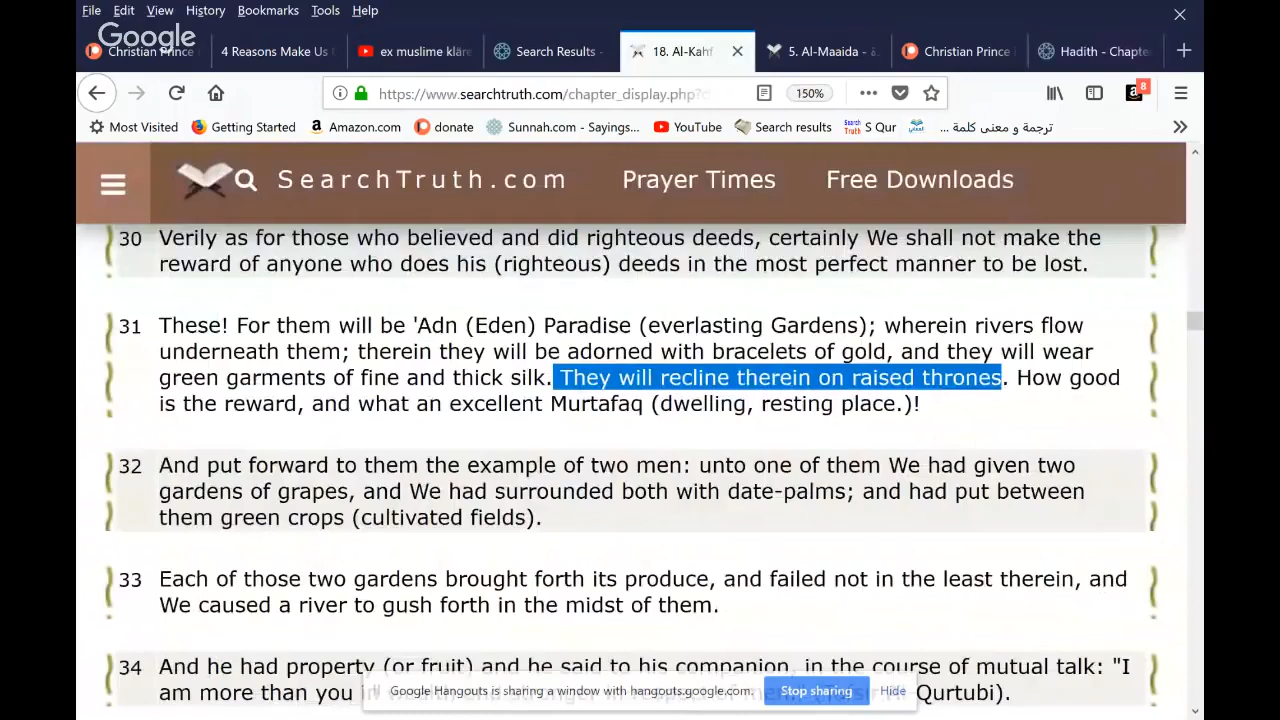 File Edit View History Bookmarks Tools Help
Google
Christian Prince
4 Reasons Make Us
ex muslime kläre
Search Results -
18. Al-Kahf
5. Al-Maaida -
Christian Prince
Hadith - Chapte
https://www.searchtruth.com/chapter_display.php?c
150%
8
Most Visited Getting Started Amazon.com donate Sunnah.com - Sayings... YouTube Search results S Qur ترجمة و معنى كلمة ...
SearchTruth.com Prayer Times Free Downloads
30 Verily as for those who believed and did righteous deeds, certainly We shall not make the
reward of anyone who does his (righteous) deeds in the most perfect manner to be lost.
31 These! For them will be 'Adn (Eden) Paradise (everlasting Gardens); wherein rivers flow
underneath them; therein they will be adorned with bracelets of gold, and they will wear
green garments of fine and thick silk. They will recline therein on raised thrones. How good
is the reward, and what an excellent Murtafaq (dwelling, resting place.)!
32 And put forward to them the example of two men: unto one of them We had given two
gardens of grapes, and We had surrounded both with date-palms; and had put between
them green crops (cultivated fields).
33 Each of those two gardens brought forth its produce, and failed not in the least therein, and
We caused a river to gush forth in the midst of them.
34 And he had property (or fruit) and he said to his companion, in the course of mutual talk: "I
am more than you Qurtubi).
Google Hangouts is sharing a window with hangouts.google.com. Stop sharing Hide